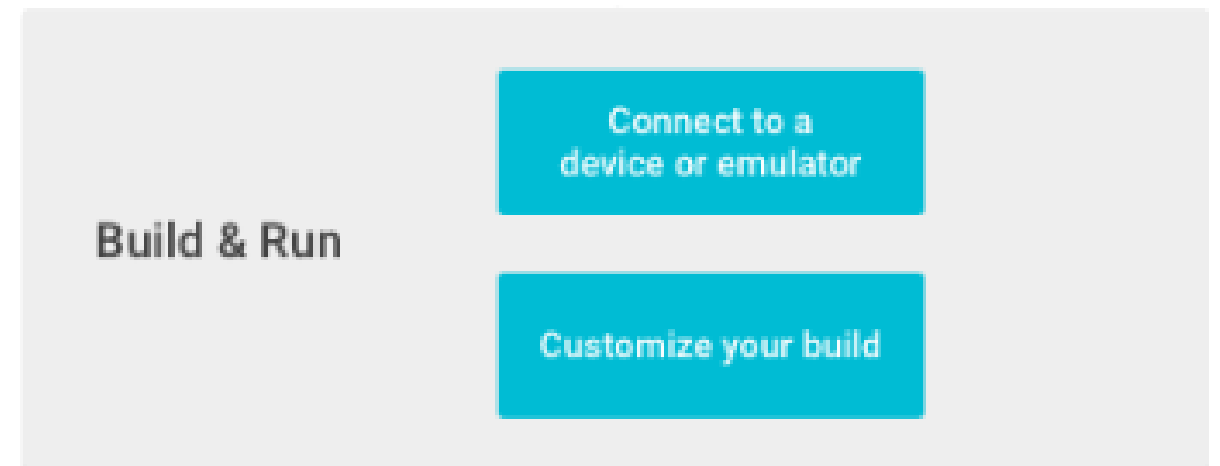 Build & Run
Connect to a
device or emulator
Customize your build